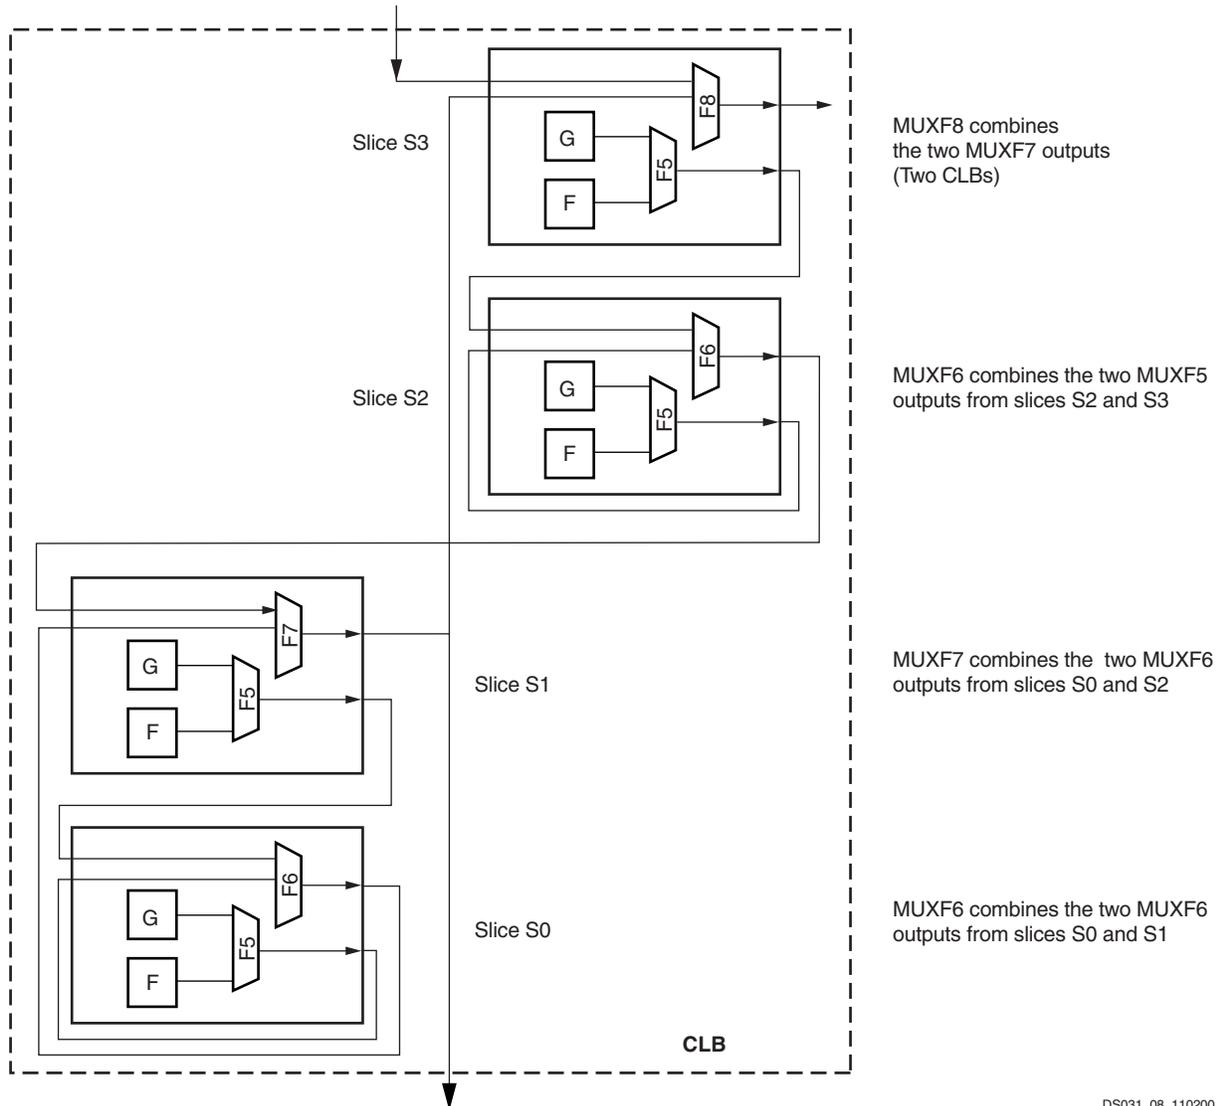 F8
MUXF8 combines
the two MUXF7 outputs
(Two CLBs)
Slice S3
G
F5
F
F6
MUXF6 combines the two MUXF5
outputs from slices S2 and S3
Slice S2
G
F5
F
F7
MUXF7 combines the two MUXF6
outputs from slices S0 and S2
G
Slice S1
F5
F
F6
MUXF6 combines the two MUXF6
outputs from slices S0 and S1
G
Slice S0
F5
F
CLB
DS031_08_110200